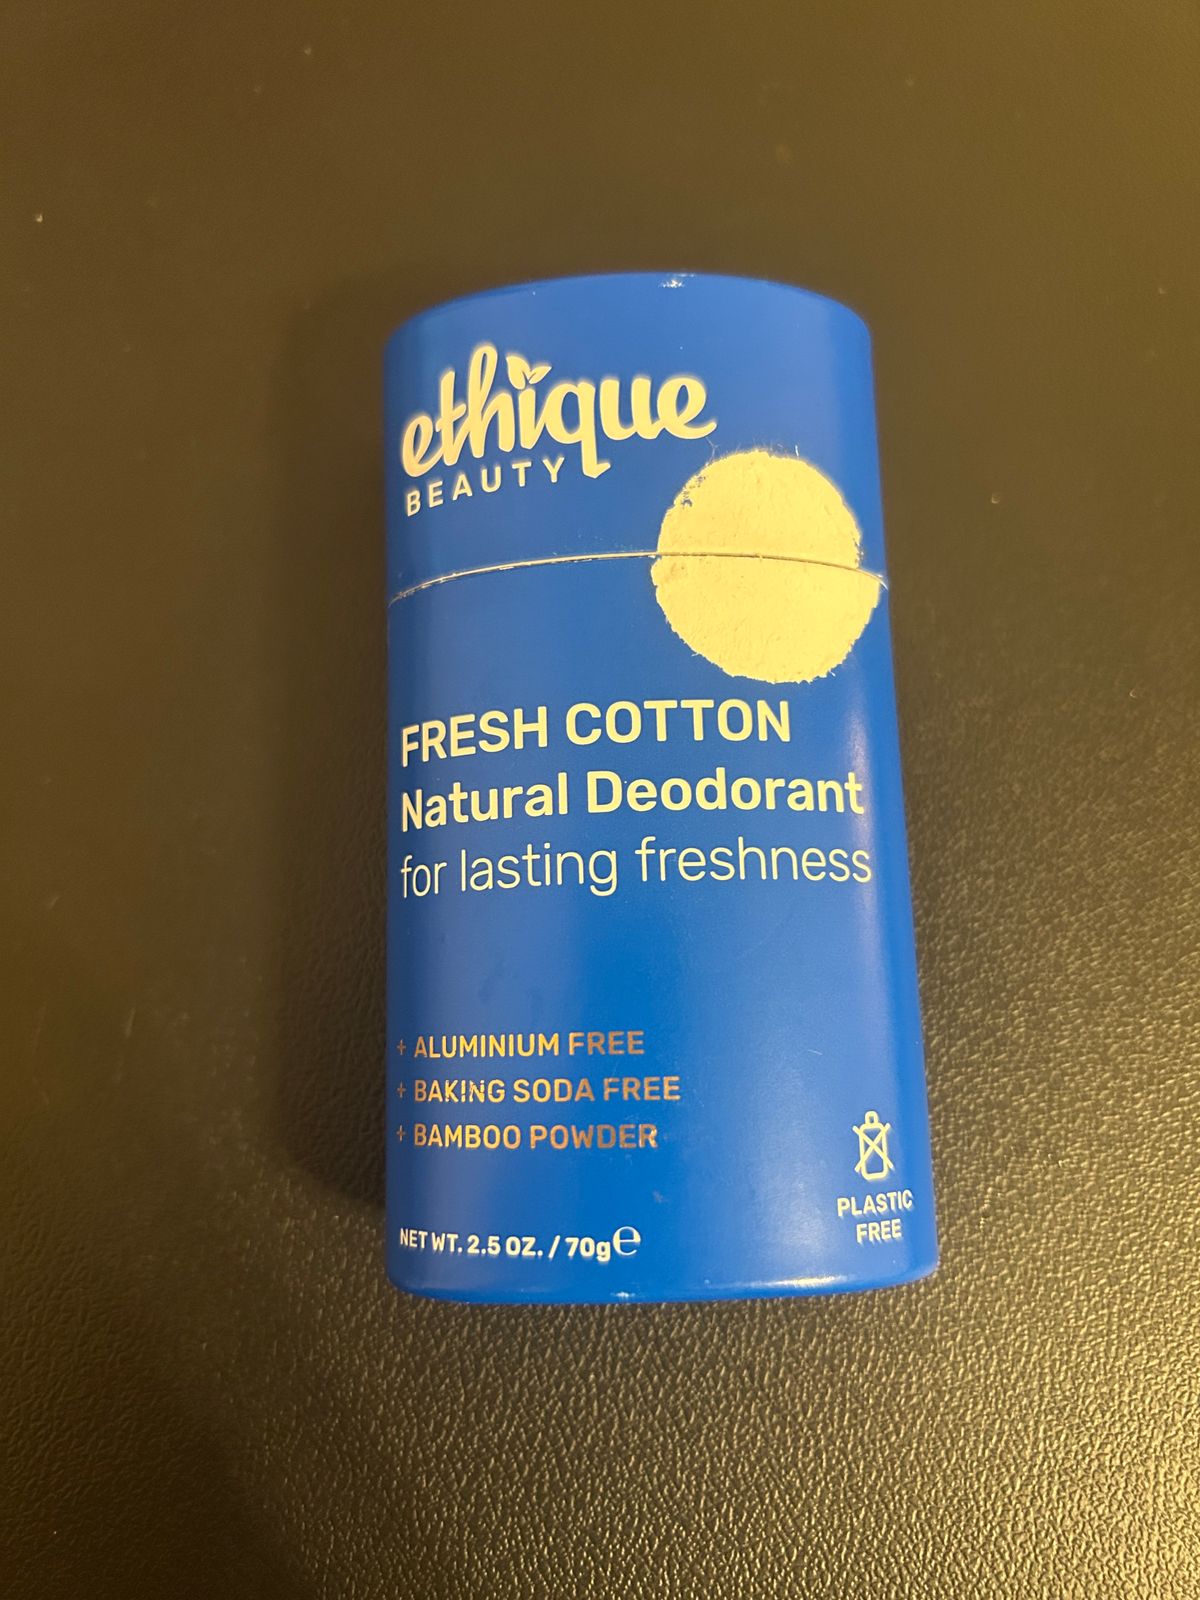 ethique
BEAUTY
FRESH COTTON
Natural Deodorant
for lasting freshness
+ ALUMINIUM FREE
+ BAKING SODA FREE
+ BAMBOO POWDER
NET WT. 2.5 OZ. / 70g℮
PLASTIC
FREE